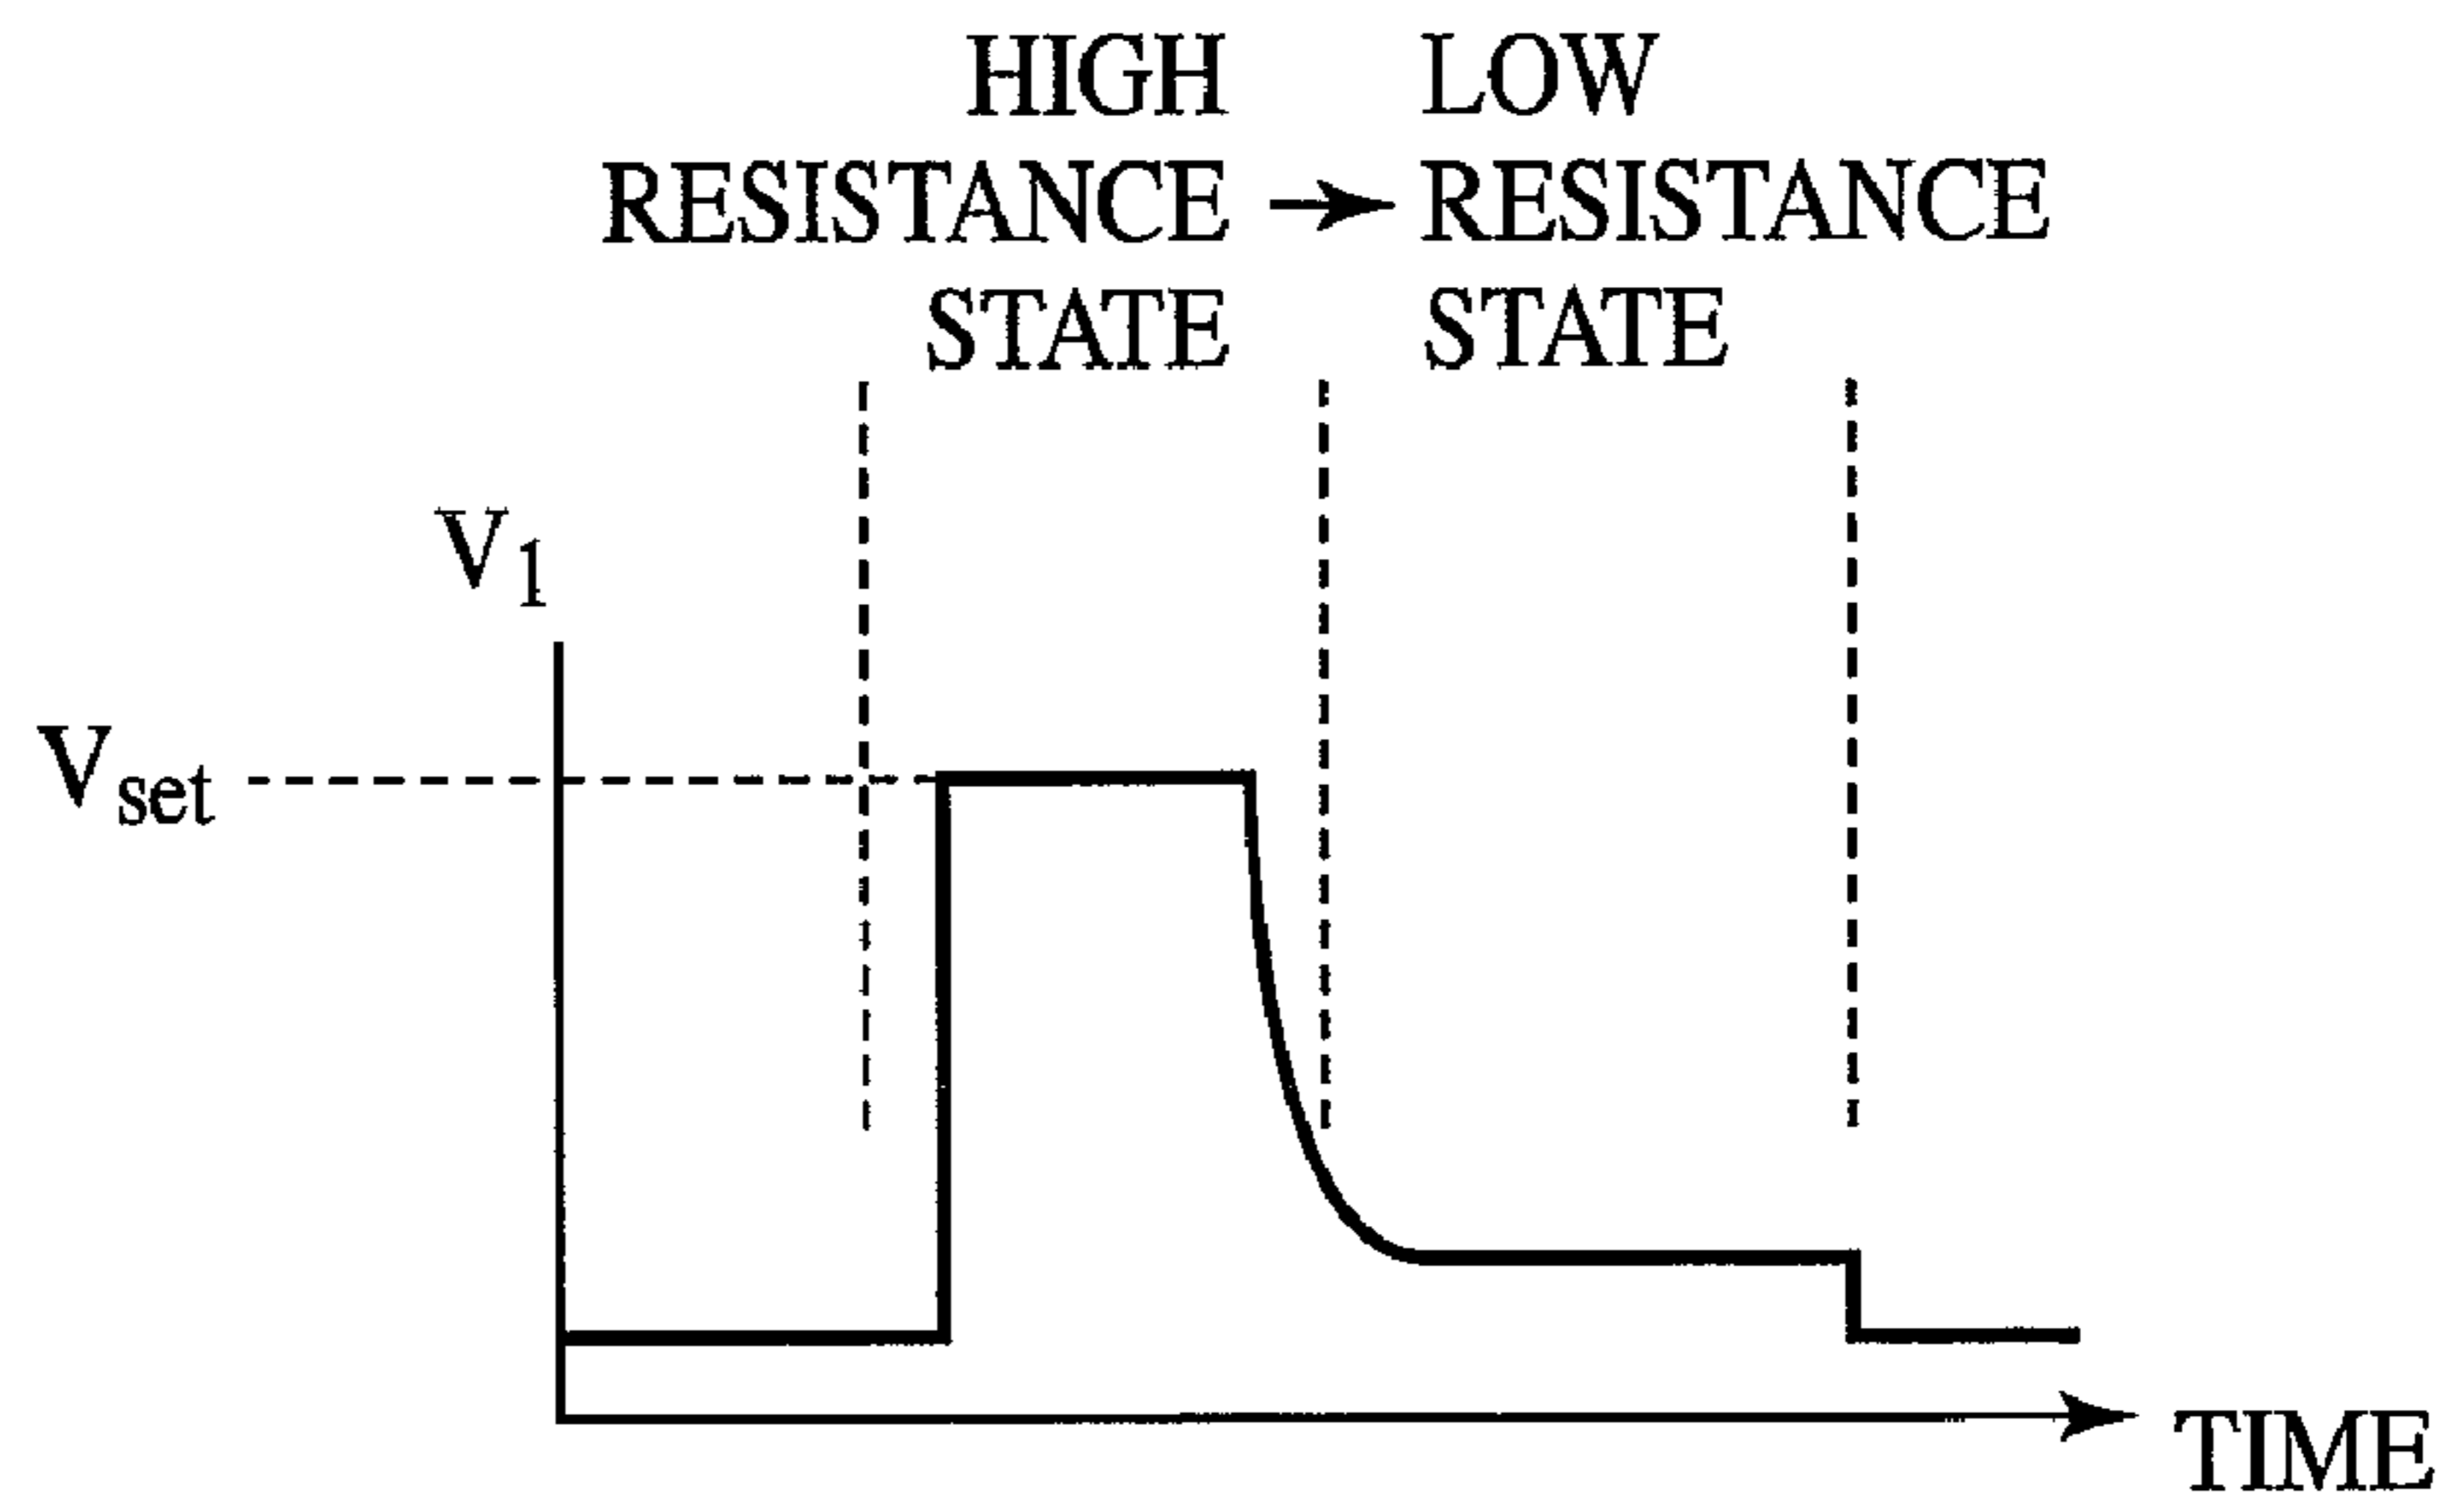 HIGH LOW
RESISTANCE → RESISTANCE
STATE STATE
V1
Vset
TIME